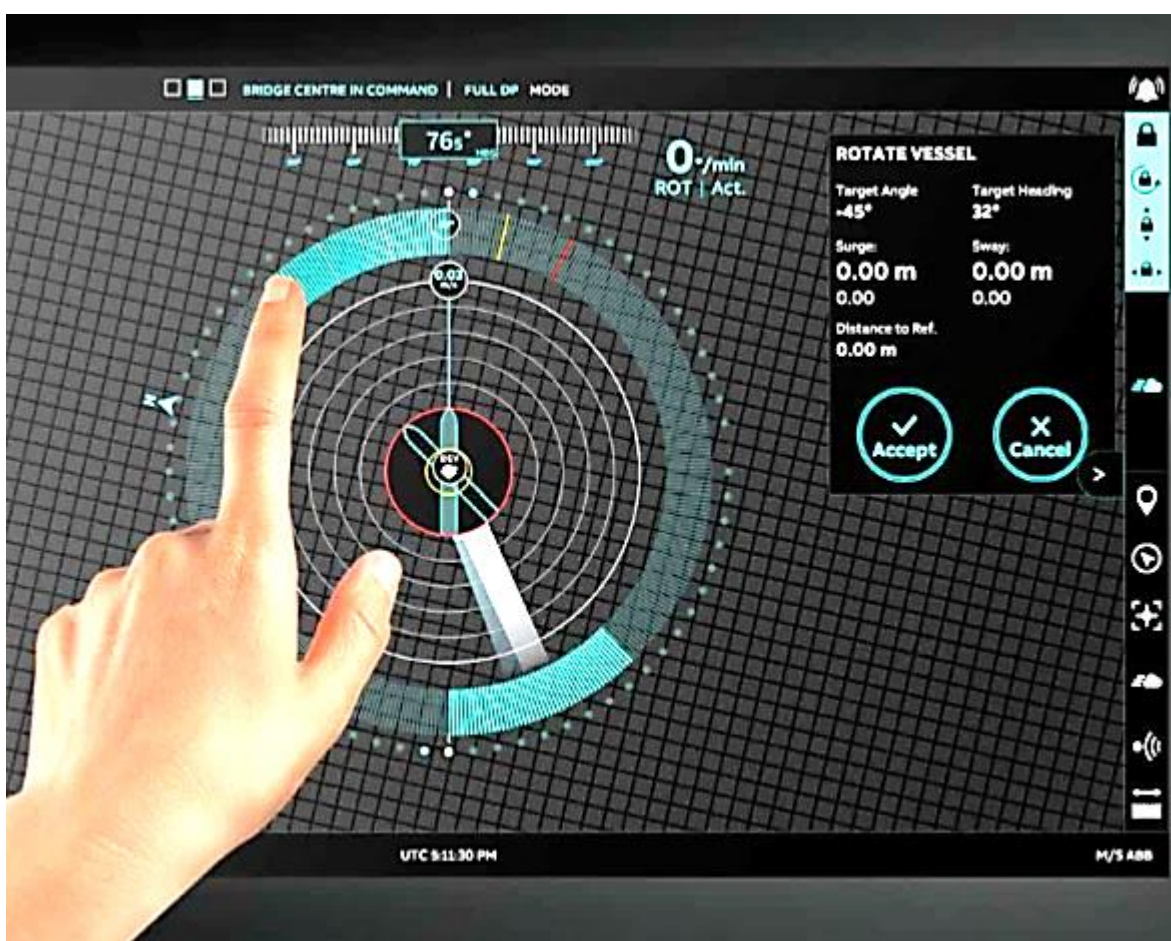 BRIDGE CENTRE IN COMMAND | FULL DP MODE
765°
0°/min
ROT | Act.
ROTATE VESSEL
Target Angle Target Heading
-45° 32°
Surge: Sway:
0.00 m 0.00 m
0.00 0.00
Distance to Ref.
0.00 m
0.03
m/s
N
Accept Cancel
UTC 5:11:30 PM
M/S ABB